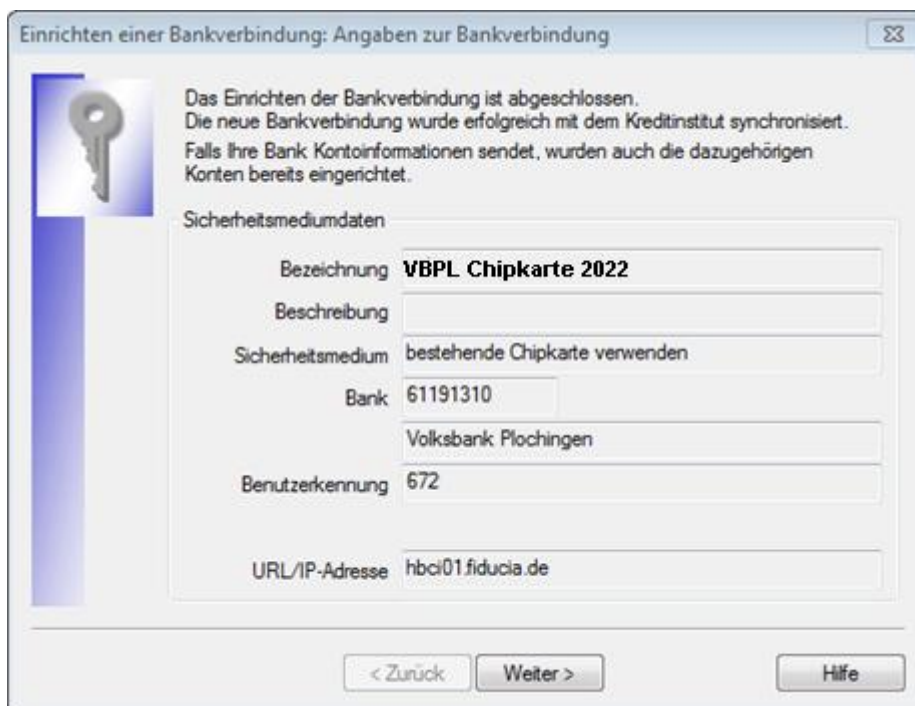 Einrichten einer Bankverbindung: Angaben zur Bankverbindung
Das Einrichten der Bankverbindung ist abgeschlossen.
Die neue Bankverbindung wurde erfolgreich mit dem Kreditinstitut synchronisiert.
Falls Ihre Bank Kontoinformationen sendet, wurden auch die dazugehörigen
Konten bereits eingerichtet.
Sicherheitsmediumdaten
Bezeichnung VBPL Chipkarte 2022
Beschreibung
Sicherheitsmedium bestehende Chipkarte verwenden
Bank 61191310
Volksbank Plochingen
Benutzerkennung 672
URL/IP-Adresse hbci01.fiducia.de
< Zurück Weiter > Hilfe